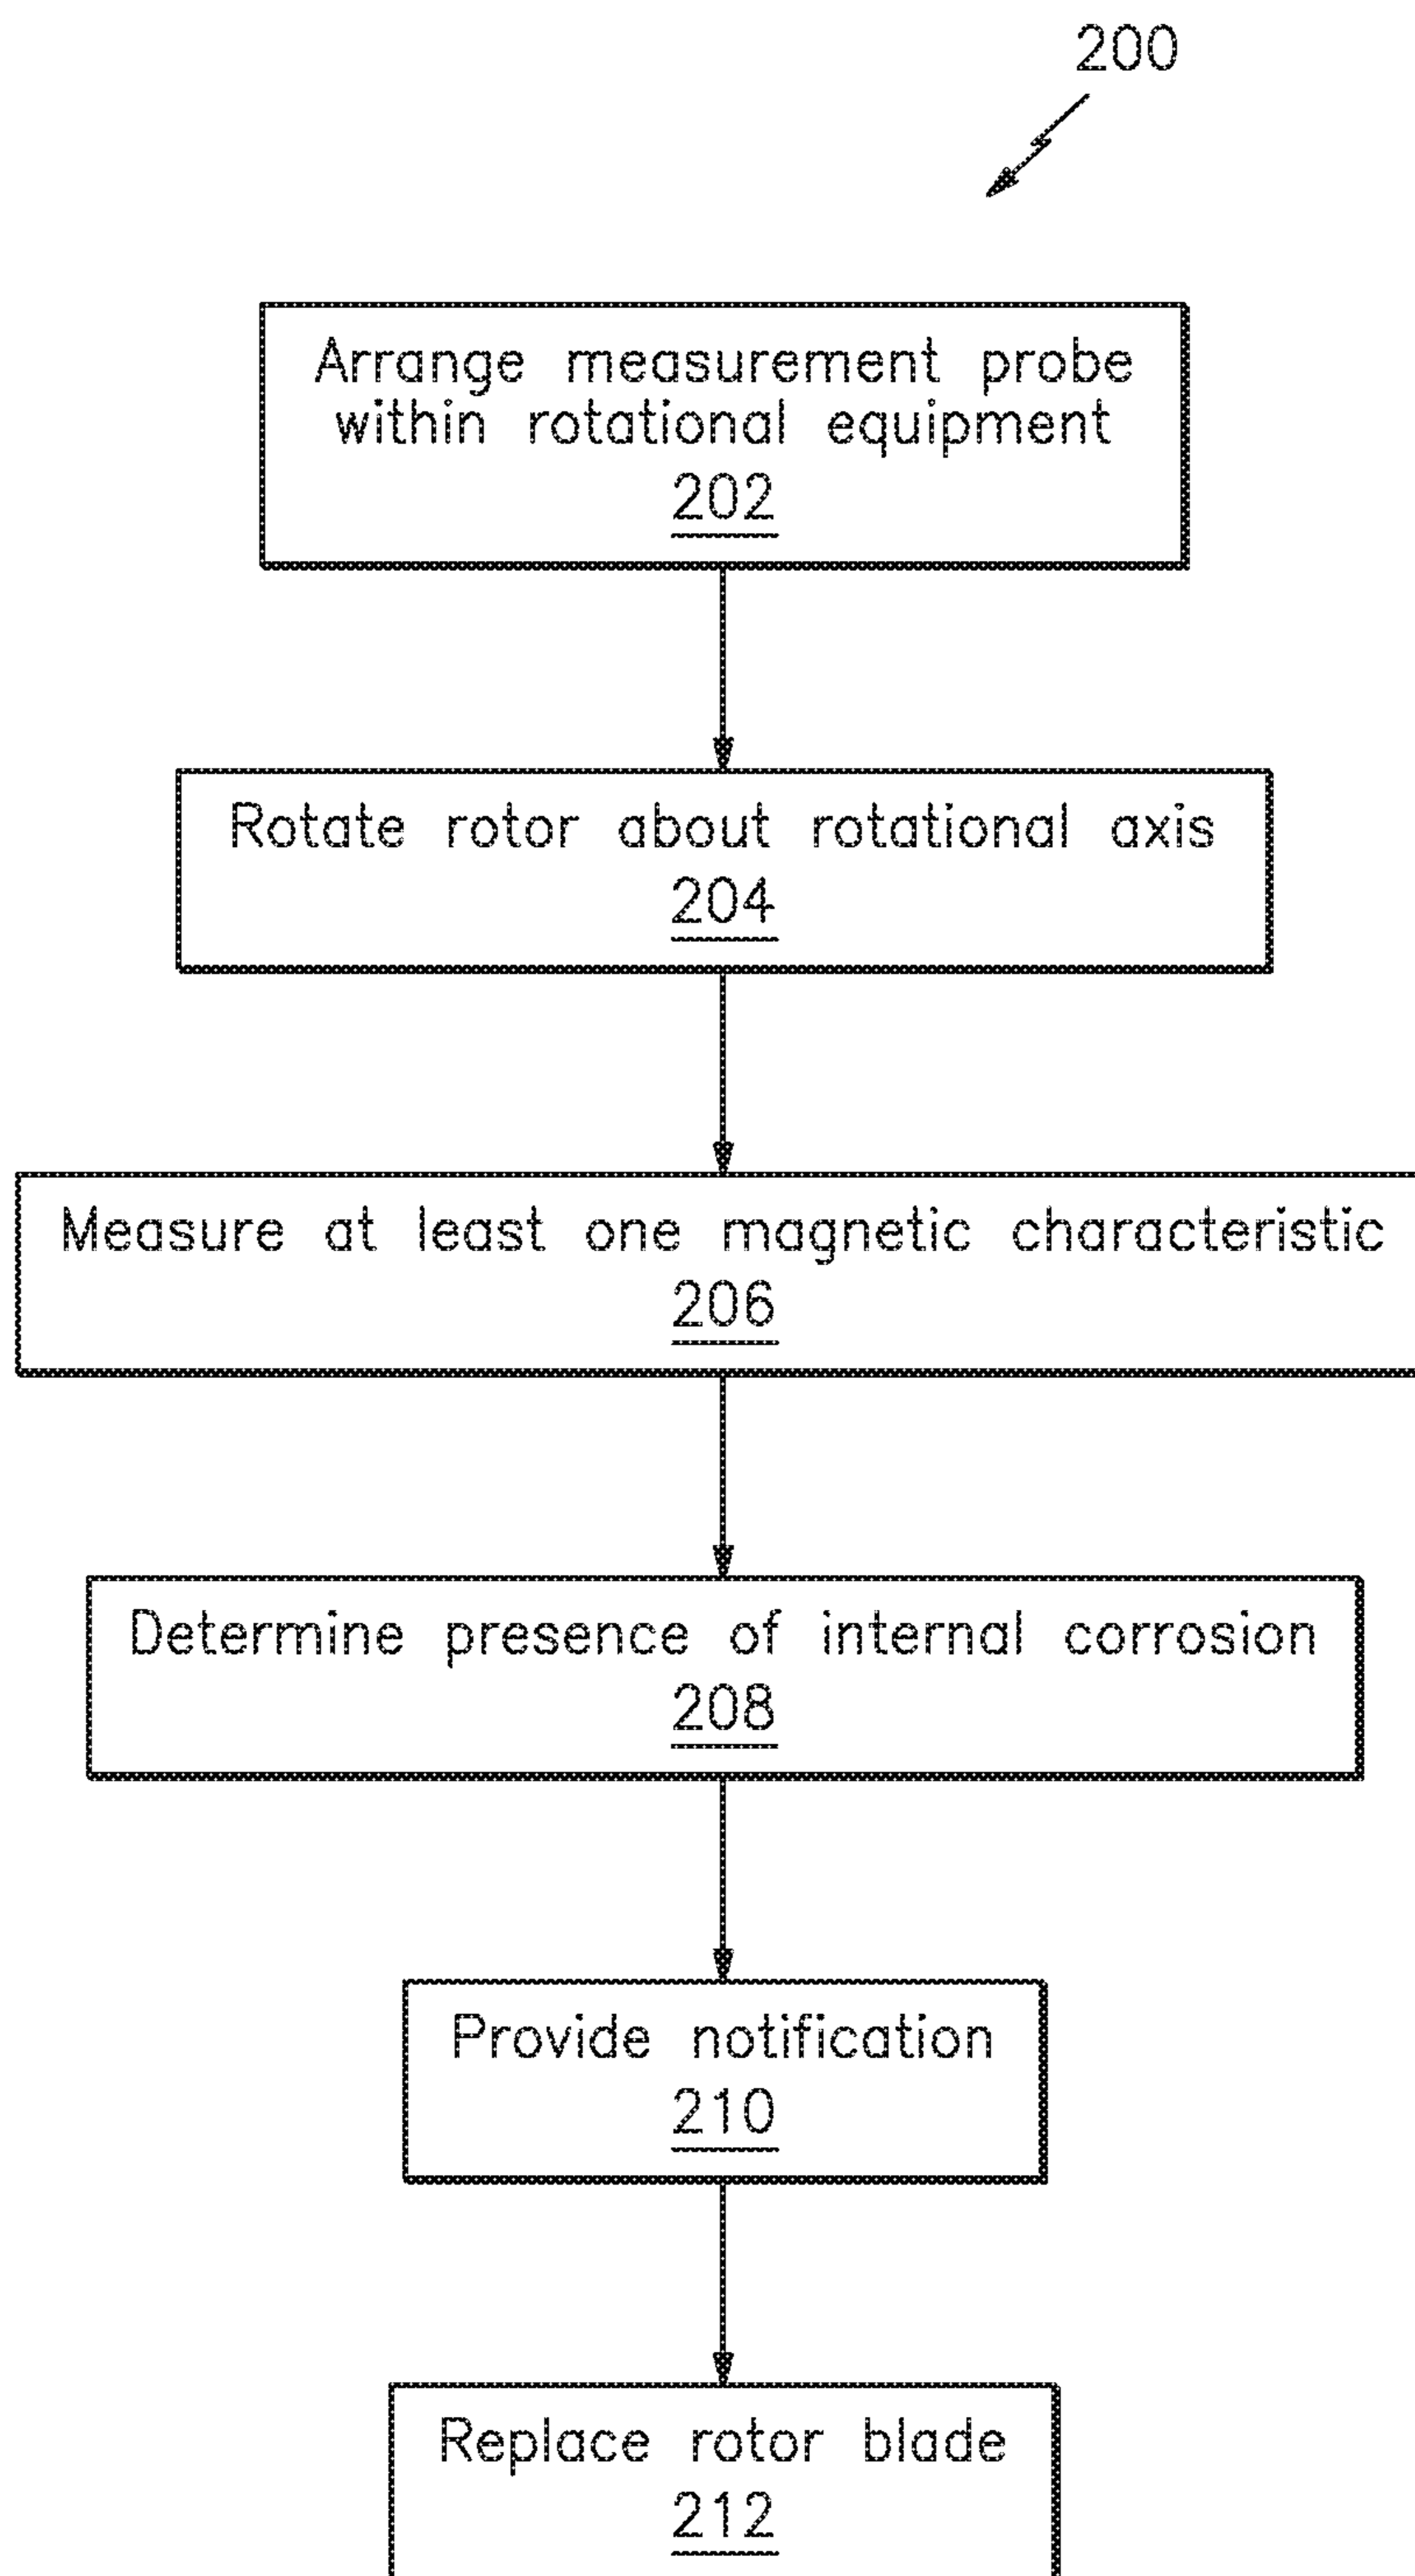 200
Arrange measurement probe
within rotational equipment
202
Rotate rotor about rotational axis
204
Measure at least one magnetic characteristic
206
Determine presence of internal corrosion
208
Provide notification
210
Replace rotor blade
212